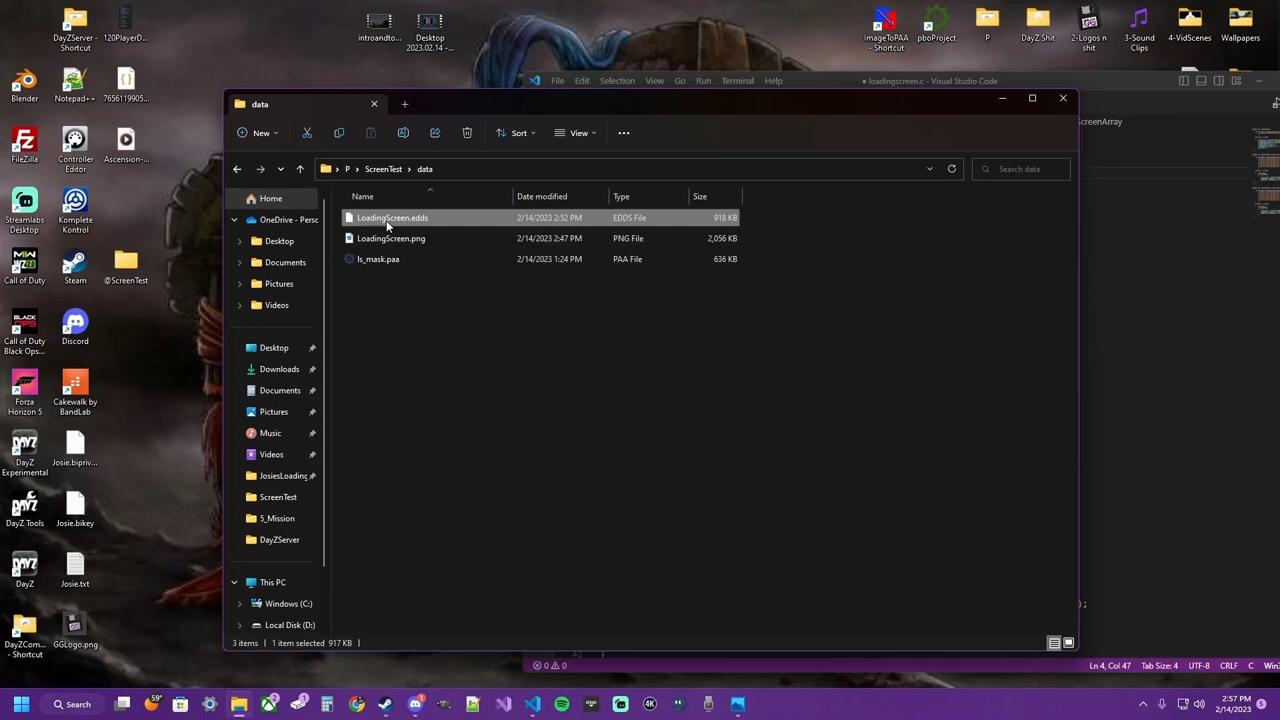 DayZServer - Shortcut
120PlayerD...
introandto...
Desktop 2023.02.14 -...
ImageToPAA - Shortcut
pboProject
P
DayZ Shit
2-Logos n shit
3-Sound Clips
4-VidScenes
Wallpapers
File Edit Selection View Go Run Terminal Help
● loadingscreen.c - Visual Studio Code
Blender
Notepad++
7656119905...
data
ScreenArray
New
Sort
View
FileZilla
Controller Editor
Ascension-...
P > ScreenTest > data
Search data
Name
Date modified
Type
Size
LoadingScreen.edds 2/14/2023 2:52 PM EDDS File 918 KB
LoadingScreen.png 2/14/2023 2:47 PM PNG File 2,056 KB
ls_mask.paa 2/14/2023 1:24 PM PAA File 636 KB
Home
OneDrive - Perso
Desktop
Documents
Pictures
Videos
Desktop
Downloads
Documents
Pictures
Music
Videos
JosiesLoading
ScreenTest
5_Mission
DayZServer
This PC
Windows (C:)
Local Disk (D:)
Streamlabs Desktop
Komplete Kontrol
Call of Duty
Steam
@ScreenTest
Call of Duty Black Ops...
Discord
Forza Horizon 5
Cakewalk by BandLab
DayZ Experimental
Josie.bipriv...
DayZ Tools
Josie.bikey
DayZ
Josie.txt
DayZCom... - Shortcut
GGLogo.png
);
3 items
1 item selected 917 KB
42
}
0 0
Ln 4, Col 47 Tab Size: 4 UTF-8 CRLF C Win3
Search
59°
2:57 PM
2/14/2023